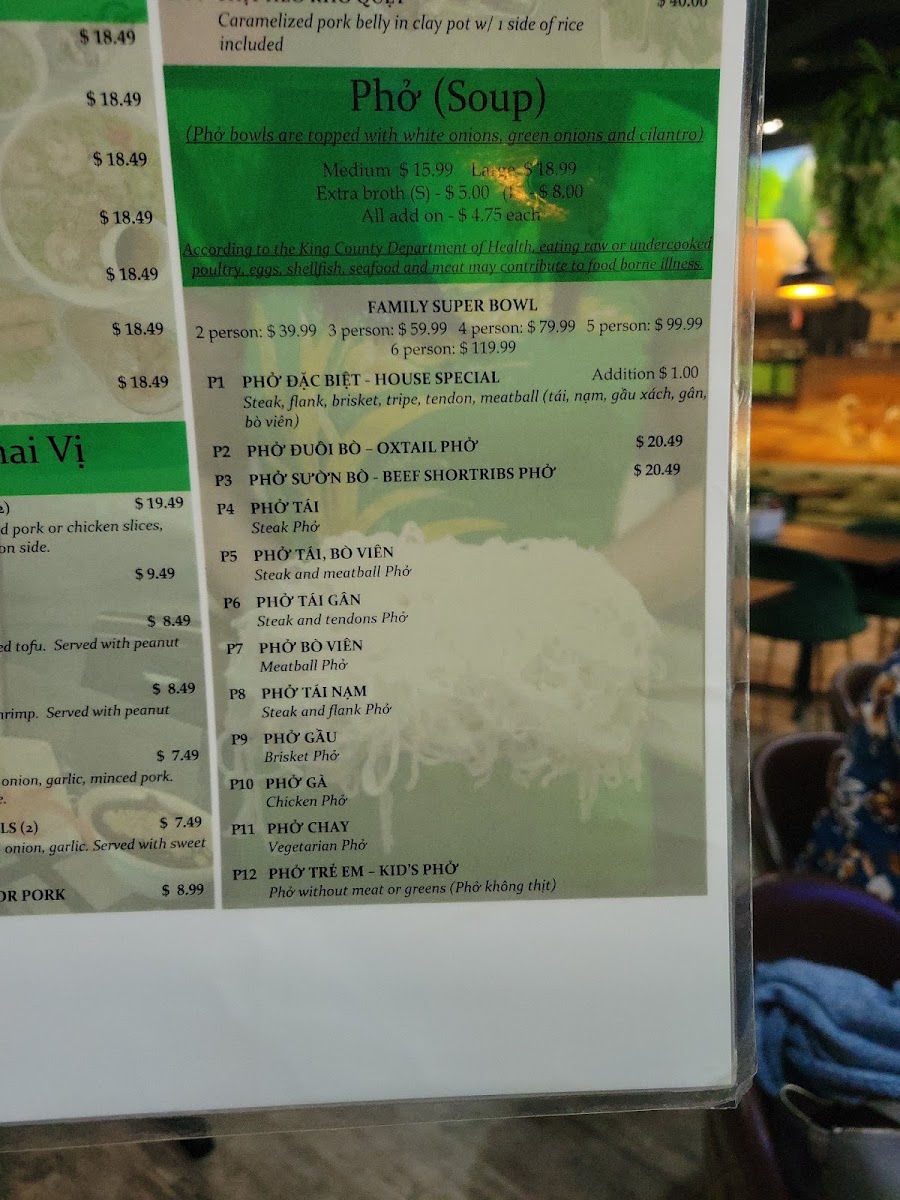 $ 18.49
$ 18.49
$ 18.49
$ 18.49
$ 18.49
$ 18.49
$ 18.49
Vị
2)
$ 19.49
d pork or chicken slices,
on side.
$ 9.49
$ 8.49
ed tofu. Served with peanut
$ 8.49
hrimp. Served with peanut
$ 7.49
onion, garlic, minced pork.
e.
LS (2)
$ 7.49
onion, garlic. Served with sweet
OR PORK
$ 8.99
$ 40.00
Caramelized pork belly in clay pot w/ 1 side of rice
included
Phở (Soup)
(Phở bowls are topped with white onions, green onions and cilantro)
Medium $ 15.99 Large $ 18.99
Extra broth (S) - $ 5.00 $ 8.00
All add on - $ 4.75 each
According to the King County Department of Health, eating raw or undercooked
poultry, eggs, shellfish, seafood and meat may contribute to food borne illness.
FAMILY SUPER BOWL
2 person: $ 39.99 3 person: $ 59.99 4 person: $ 79.99 5 person: $ 99.99
6 person: $ 119.99
P1 PHỞ ĐẶC BIỆT - HOUSE SPECIAL Addition $ 1.00
Steak, flank, brisket, tripe, tendon, meatball (tái, nạm, gầu xách, gân,
bò viên)
P2 PHỞ ĐUÔI BÒ – OXTAIL PHỞ $ 20.49
P3 PHỞ SƯỜN BÒ - BEEF SHORTRIBS PHỞ $ 20.49
P4 PHỞ TÁI
Steak Phở
P5 PHỞ TÁI, BÒ VIÊN
Steak and meatball Phở
P6 PHỞ TÁI GÂN
Steak and tendons Phở
P7 PHỞ BÒ VIÊN
Meatball Phở
P8 PHỞ TÁI NẠM
Steak and flank Phở
P9 PHỞ GẦU
Brisket Phở
P10 PHỞ GÀ
Chicken Phở
P11 PHỞ CHAY
Vegetarian Phở
P12 PHỞ TRẺ EM – KID'S PHỞ
Phở without meat or greens (Phở không thịt)